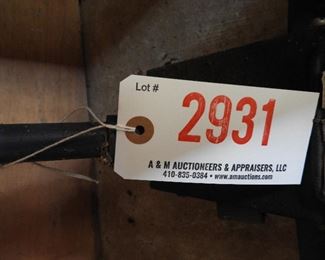 Lot #
2931
A & M AUCTIONEERS & APPRAISERS, LLC
410-835-0384 • www.amauctions.com